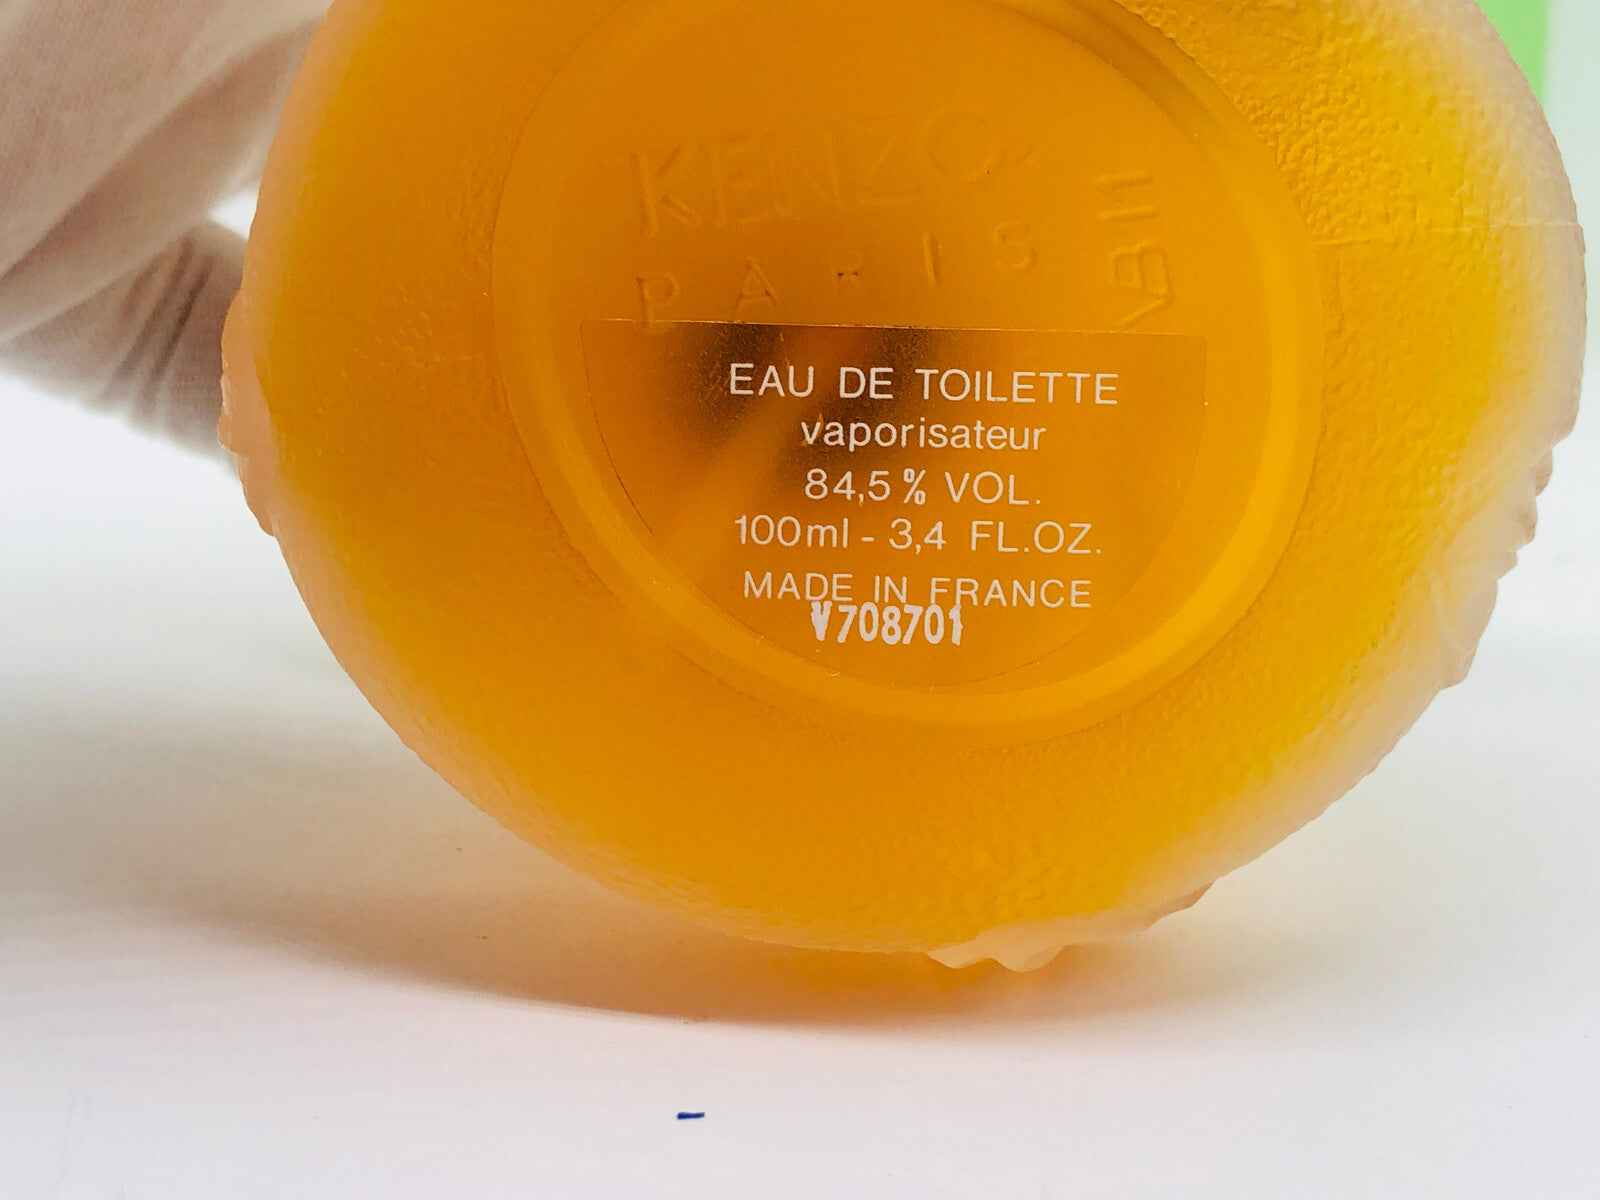 KENZO
PARIS
EAU DE TOILETTE
vaporisateur
84,5% VOL.
100ml - 3,4 FL.OZ.
MADE IN FRANCE
V708701